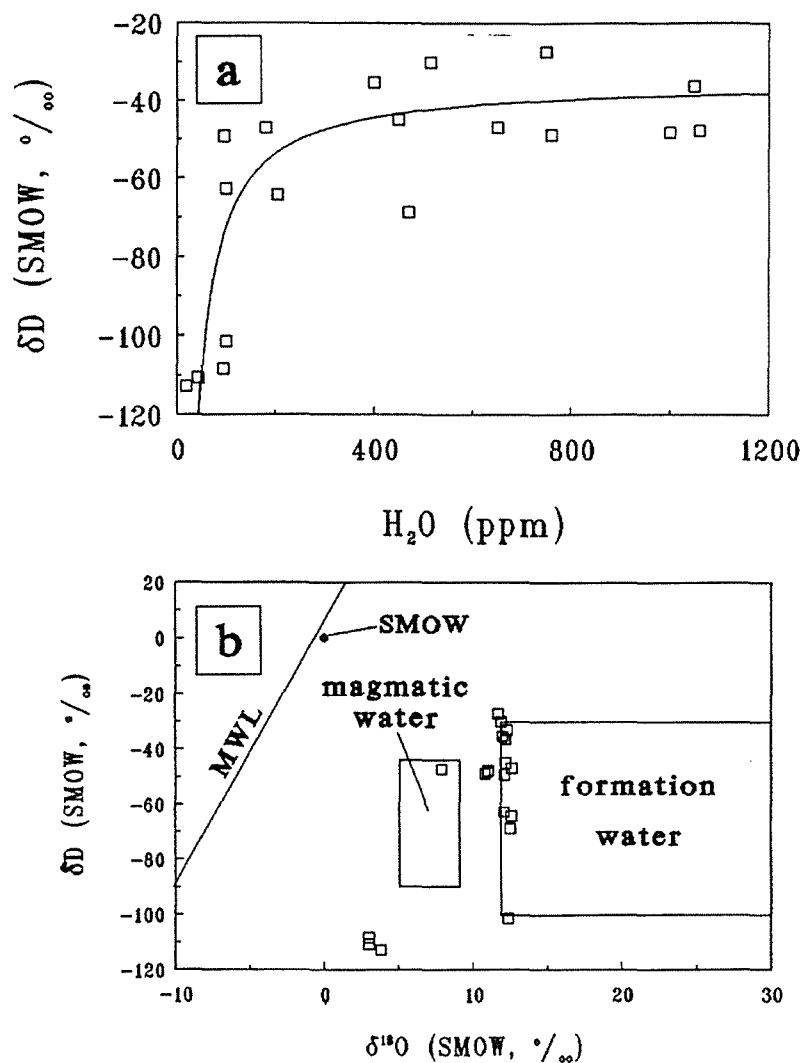 a
-20
-40
-60
-80
-100
-120
δD (SMOW, °/∞)
0 400 800 1200
H₂O (ppm)
b
20
0
-20
-40
-60
-80
-100
-120
δD (SMOW, °/∞)
MWL
SMOW
magmatic
water
formation
water
-10 0 10 20 30
δ¹⁸O (SMOW, °/∞)